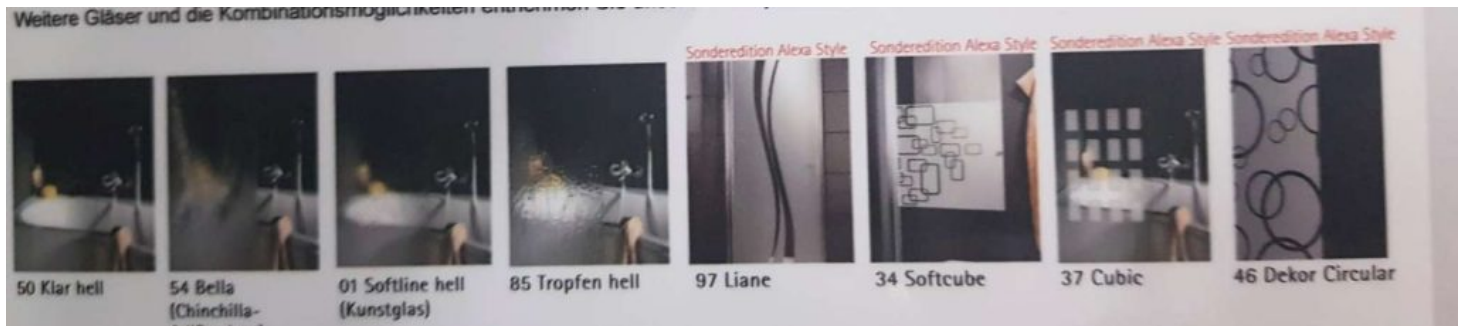 Weitere Gläser und die Kombinationsmöglichkeiten entnehmen Sie
Sonderedition Alexa Style
Sonderedition Alexa Style
Sonderedition Alexa Style
Sonderedition Alexa Style
50 Klar hell
54 Bella
(Chinchilla-
01 Softline hell
(Kunstglas)
85 Tropfen hell
97 Liane
34 Softcube
37 Cubic
46 Dekor Circular